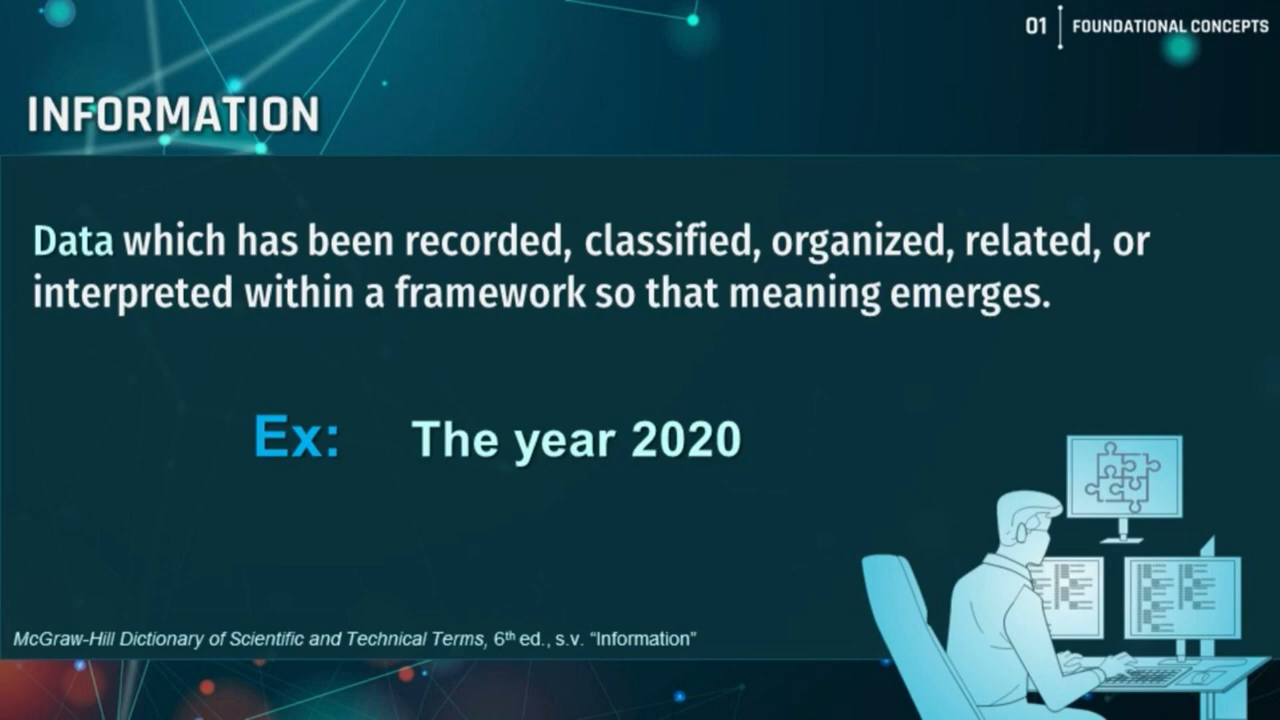 01 | FOUNDATIONAL CONCEPTS
INFORMATION
Data which has been recorded, classified, organized, related, or
interpreted within a framework so that meaning emerges.
Ex: The year 2020
McGraw-Hill Dictionary of Scientific and Technical Terms, 6th ed., s.v. “Information”